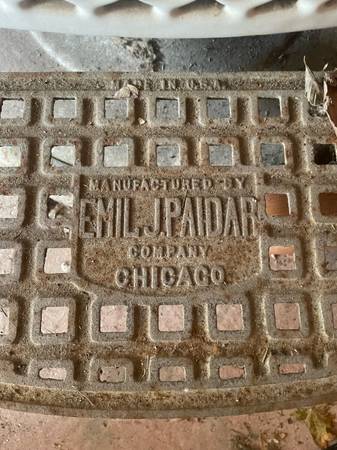 MADE IN U.S.A.
MANUFACTURED BY
EMIL J. PAIDAR
COMPANY
CHICAGO